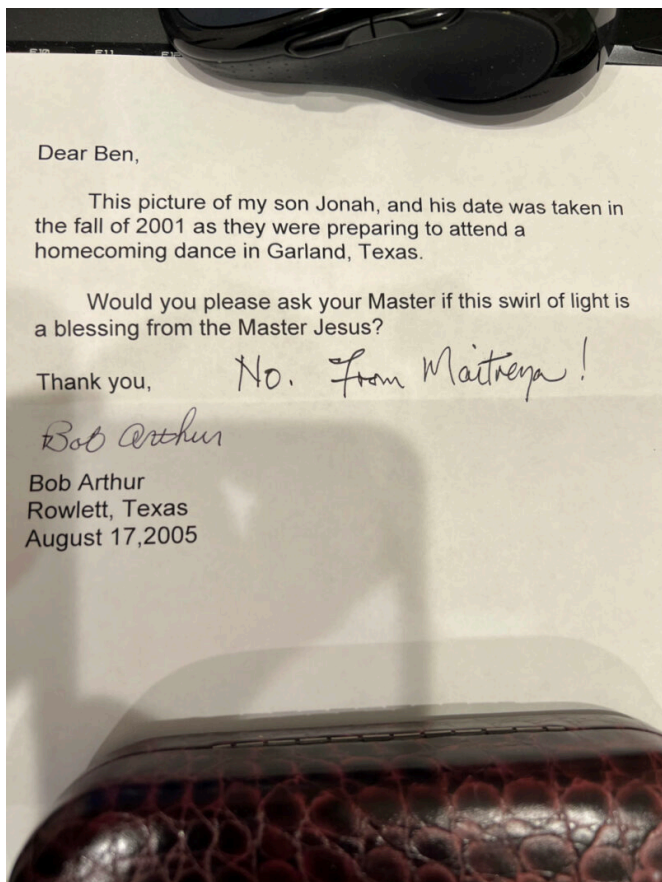 F10 F11 F12
Dear Ben,
This picture of my son Jonah, and his date was taken in
the fall of 2001 as they were preparing to attend a
homecoming dance in Garland, Texas.
Would you please ask your Master if this swirl of light is
a blessing from the Master Jesus?
Thank you,
No. From Maitreya!
Bob Arthur
Bob Arthur
Rowlett, Texas
August 17,2005